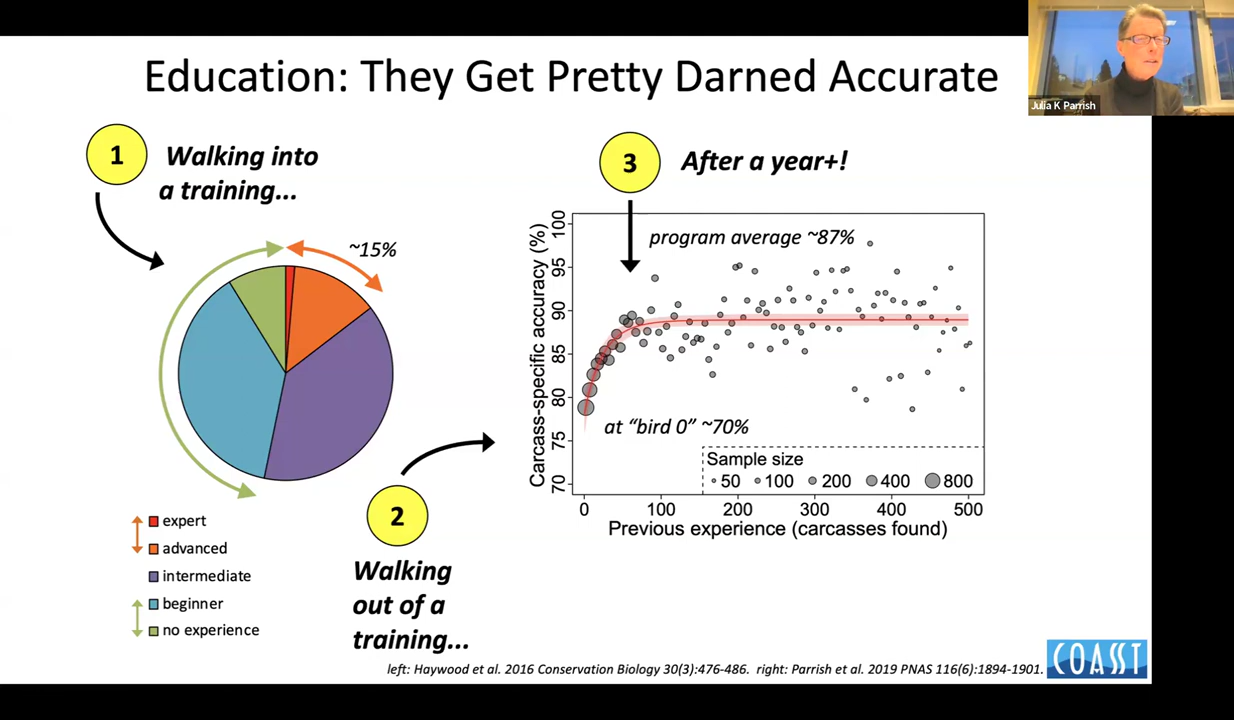 Education: They Get Pretty Darned Accurate
Julia K Parrish
1
Walking into
a training...
~15%
expert
advanced
intermediate
beginner
no experience
2
Walking
out of a
training...
3
After a year+!
Carcass-specific accuracy (%)
100
95
90
85
80
75
70
program average ~87%
at “bird 0” ~70%
Sample size
50 100 200 400 800
0 100 200 300 400 500
Previous experience (carcasses found)
left: Haywood et al. 2016 Conservation Biology 30(3):476-486. right: Parrish et al. 2019 PNAS 116(6):1894-1901.
COASST